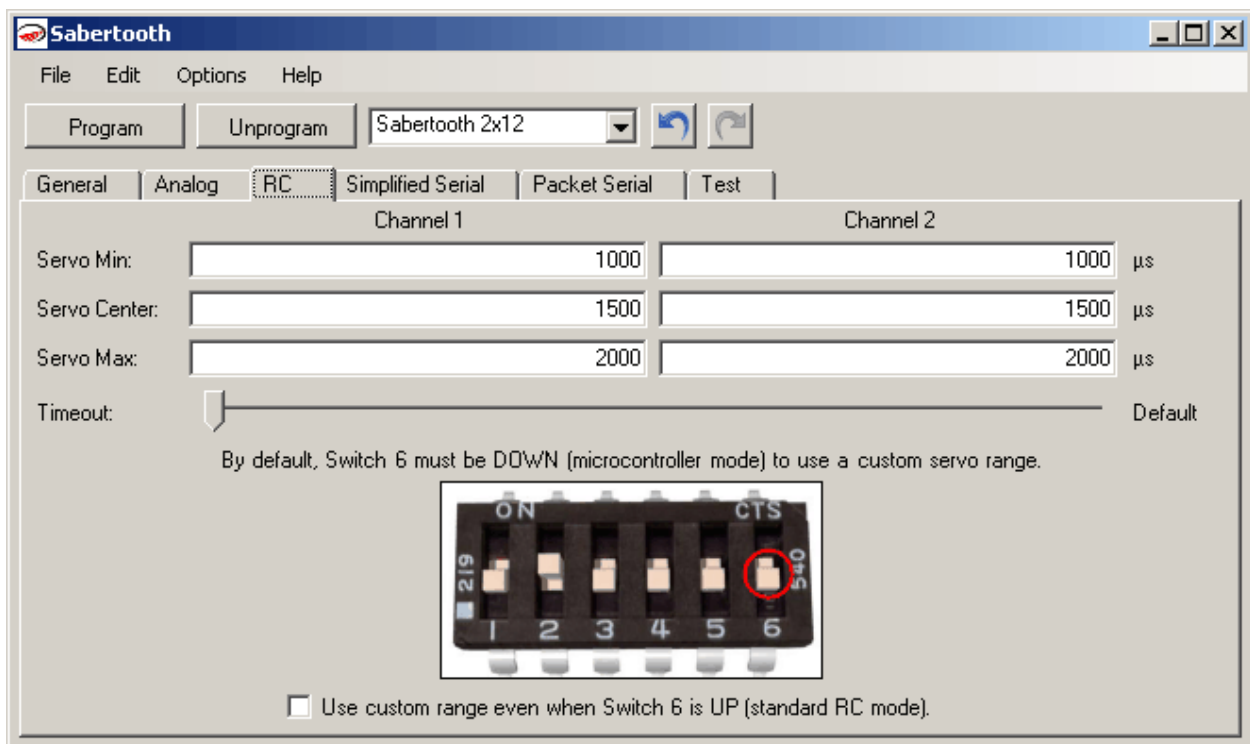 Sabertooth
File Edit Options Help
Program Unprogram Sabertooth 2x12
General Analog RC Simplified Serial Packet Serial Test
Channel 1 Channel 2
Servo Min: 1000 1000 µs
Servo Center: 1500 1500 µs
Servo Max: 2000 2000 µs
Timeout: Default
By default, Switch 6 must be DOWN (microcontroller mode) to use a custom servo range.
ON CTS
219 540
1 2 3 4 5 6
Use custom range even when Switch 6 is UP (standard RC mode).